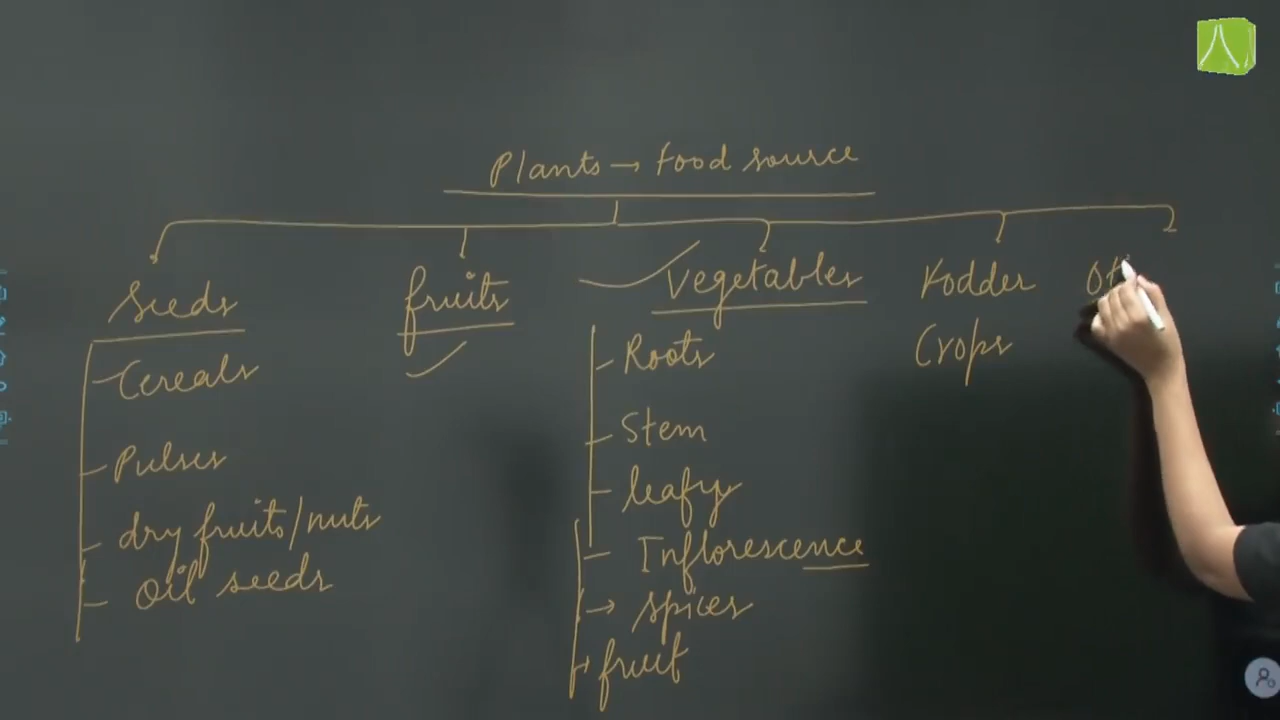 Plants → Food source
Seeds
Cereals
Pulses
dry fruits/nuts
Oil seeds
fruits
Vegetables
Roots
Stem
leafy
Inflorescence
→ spices
fruit
Fodder
Crops